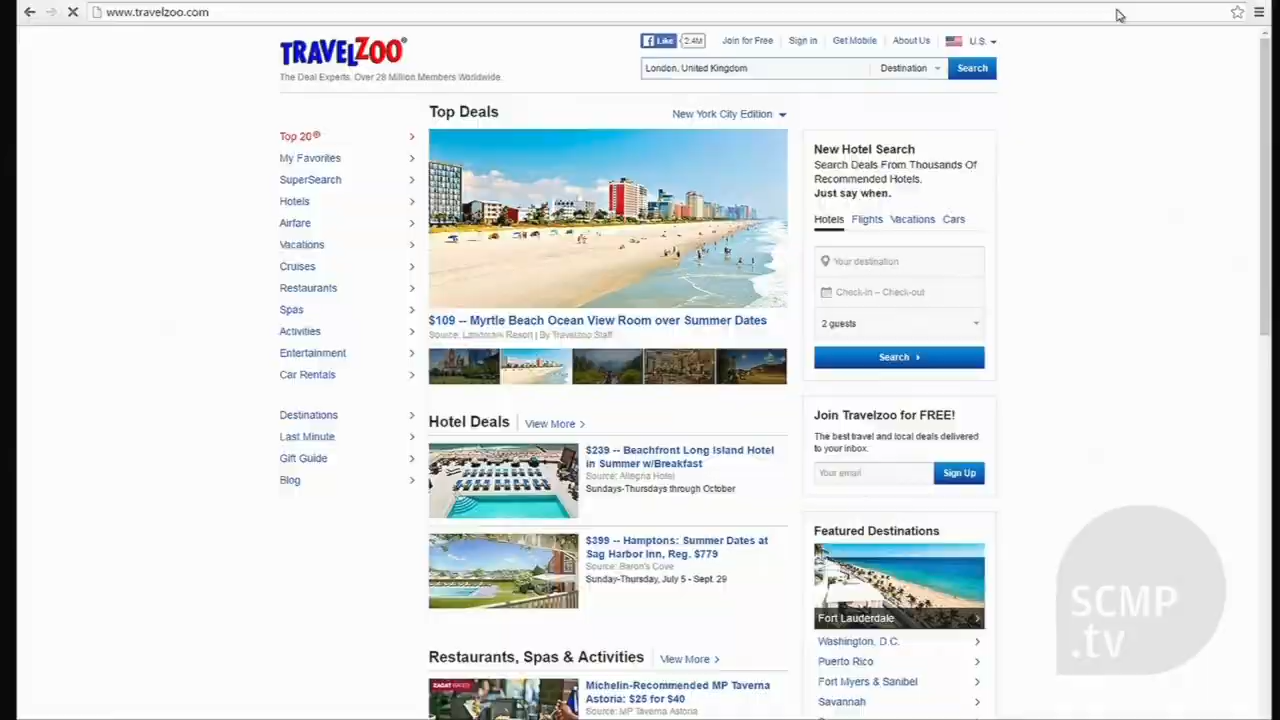 www.travelzoo.com
TRAVELZOO®
The Deal Experts. Over 28 Million Members Worldwide.
Like 2.4M Join for Free Sign in Get Mobile About Us U.S.
London, United Kingdom Destination Search
Top Deals New York City Edition
Top 20®
My Favorites
SuperSearch
Hotels
Airfare
Vacations
Cruises
Restaurants
Spas
Activities
Entertainment
Car Rentals
Destinations
Last Minute
Gift Guide
Blog
$109 -- Myrtle Beach Ocean View Room over Summer Dates
Source: Landmark Resort | By Travelzoo Staff
Hotel Deals View More >
$239 -- Beachfront Long Island Hotel
in Summer w/Breakfast
Source: Allegria Hotel
Sundays-Thursdays through October
$399 -- Hamptons: Summer Dates at
Sag Harbor Inn, Reg. $779
Source: Baron's Cove
Sunday-Thursday, July 5 - Sept. 29
Restaurants, Spas & Activities View More >
ZAGAT RATED
Michelin-Recommended MP Taverna
Astoria: $25 for $40
Source: MP Taverna Astoria
New Hotel Search
Search Deals From Thousands Of
Recommended Hotels.
Just say when.
Hotels Flights Vacations Cars
Your destination
Check-in – Check-out
2 guests
Search
Join Travelzoo for FREE!
The best travel and local deals delivered
to your inbox.
Your email Sign Up
Featured Destinations
Fort Lauderdale
Washington, D.C.
Puerto Rico
Fort Myers & Sanibel
Savannah
SCMP
.tv